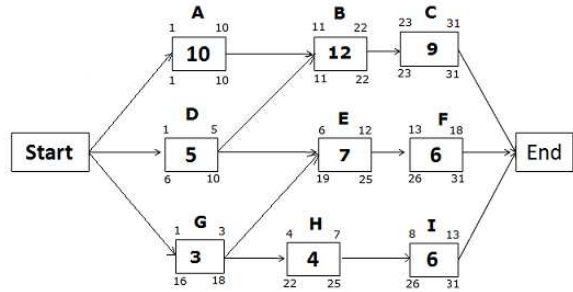 A B C
1 10 11 22 23 31
10 12 9
1 10 11 22 23 31
D E F
1 5 6 12 13 18
Start 5 7 6 End
6 10 19 25 26 31
G H I
1 3 4 7 8 13
3 4 6
16 18 22 25 26 31